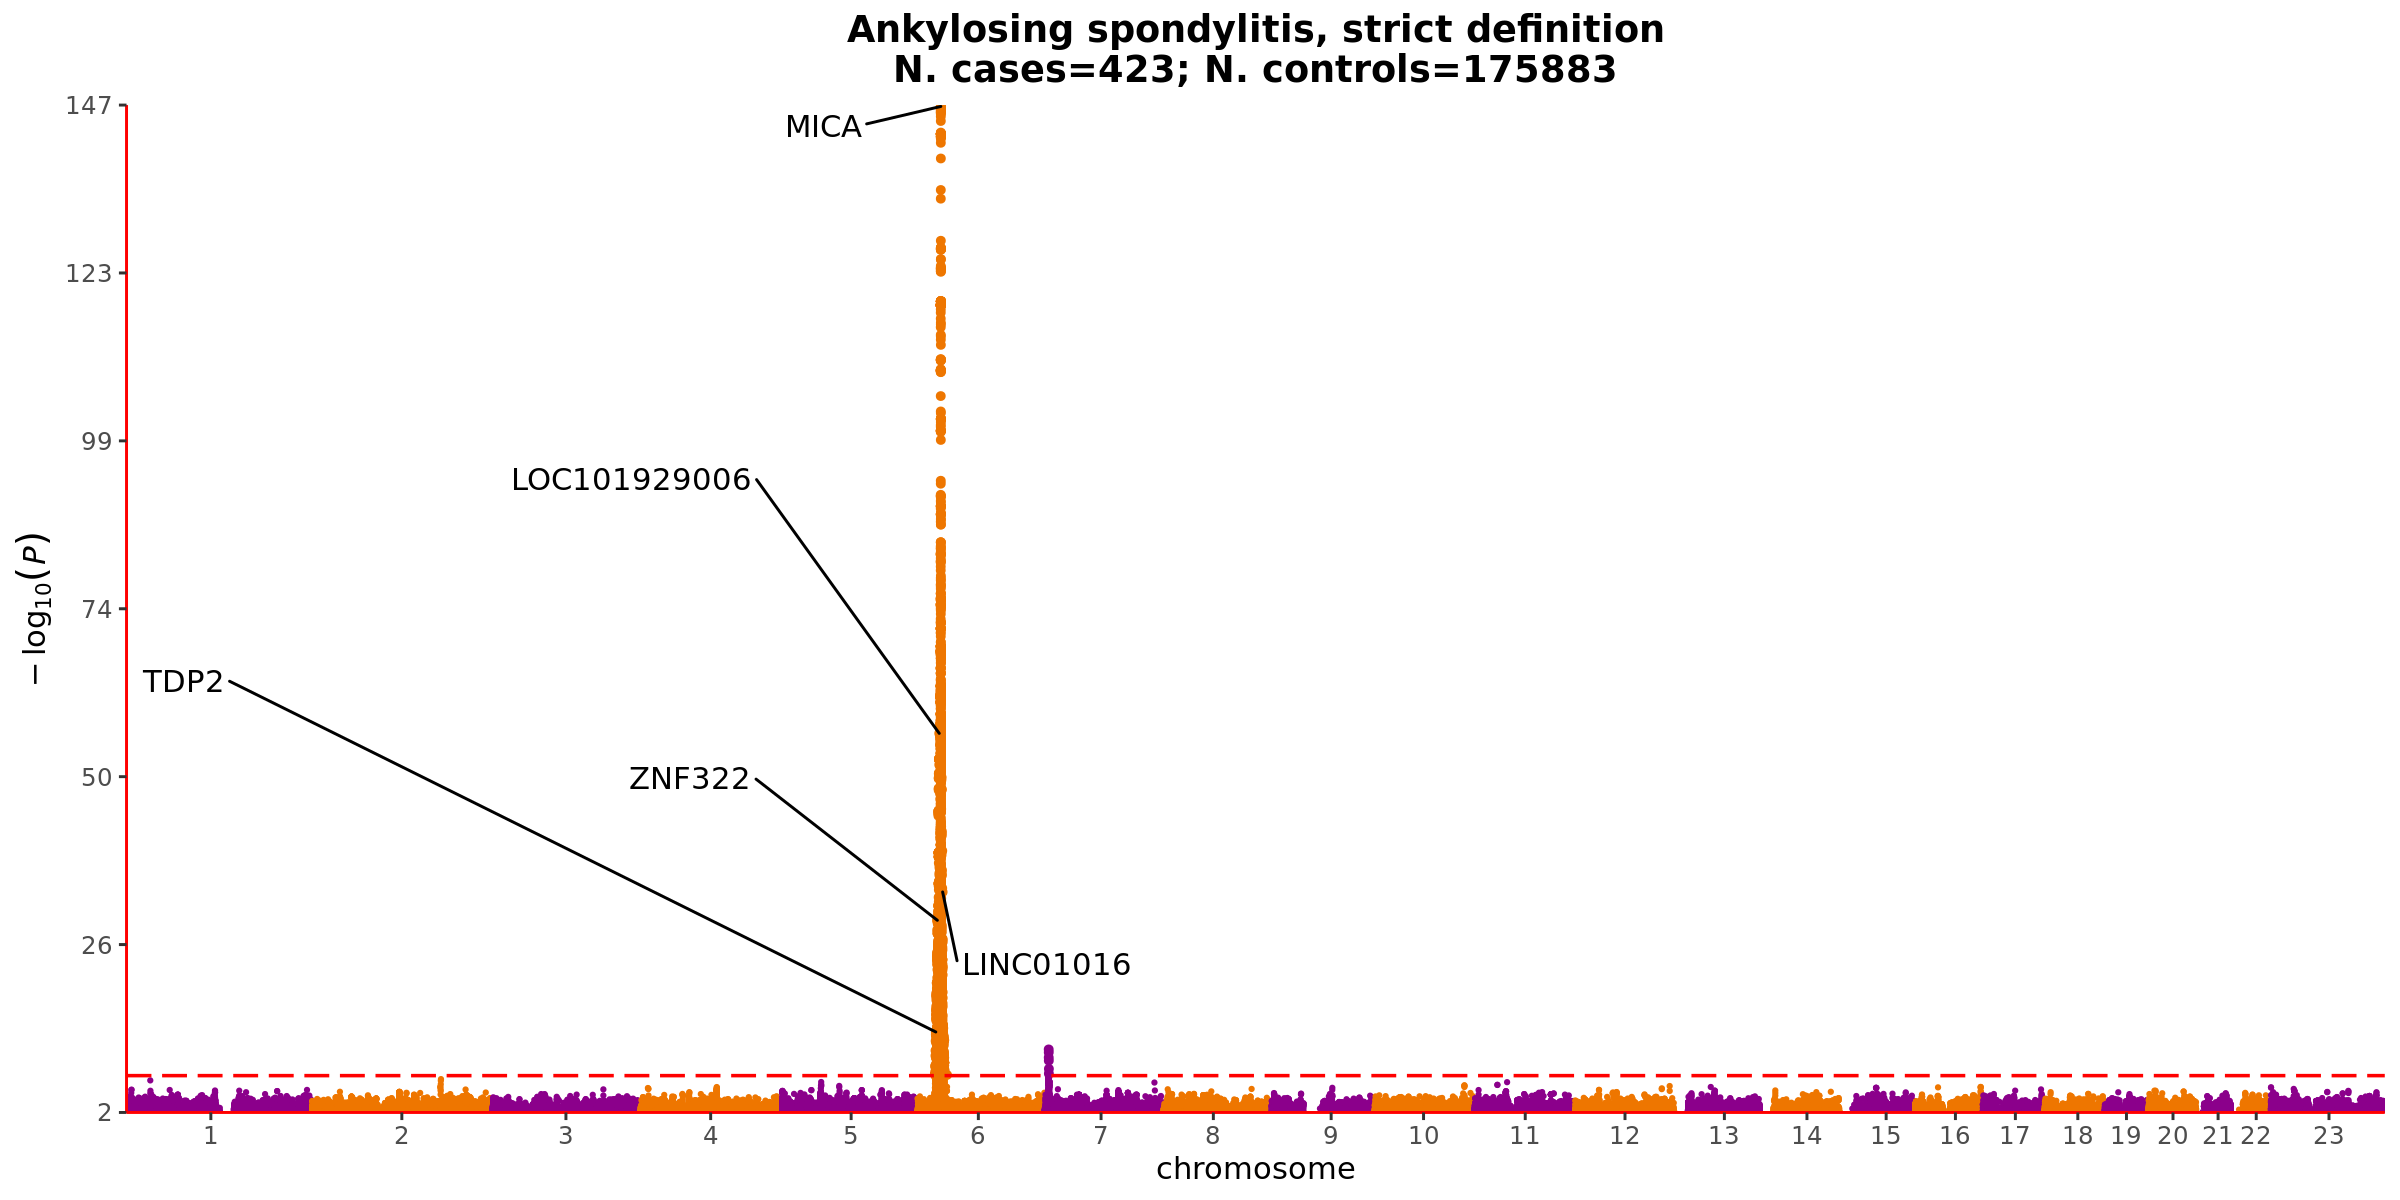 Ankylosing spondylitis, strict definition
N. cases=423; N. controls=175883
147
MICA
123
99
LOC101929006
74
TDP2
50
ZNF322
26
LINC01016
2
−log10(P)
1 2 3 4 5 6 7 8 9 10 11 12 13 14 15 16 17 18 19 20 21 22 23
chromosome